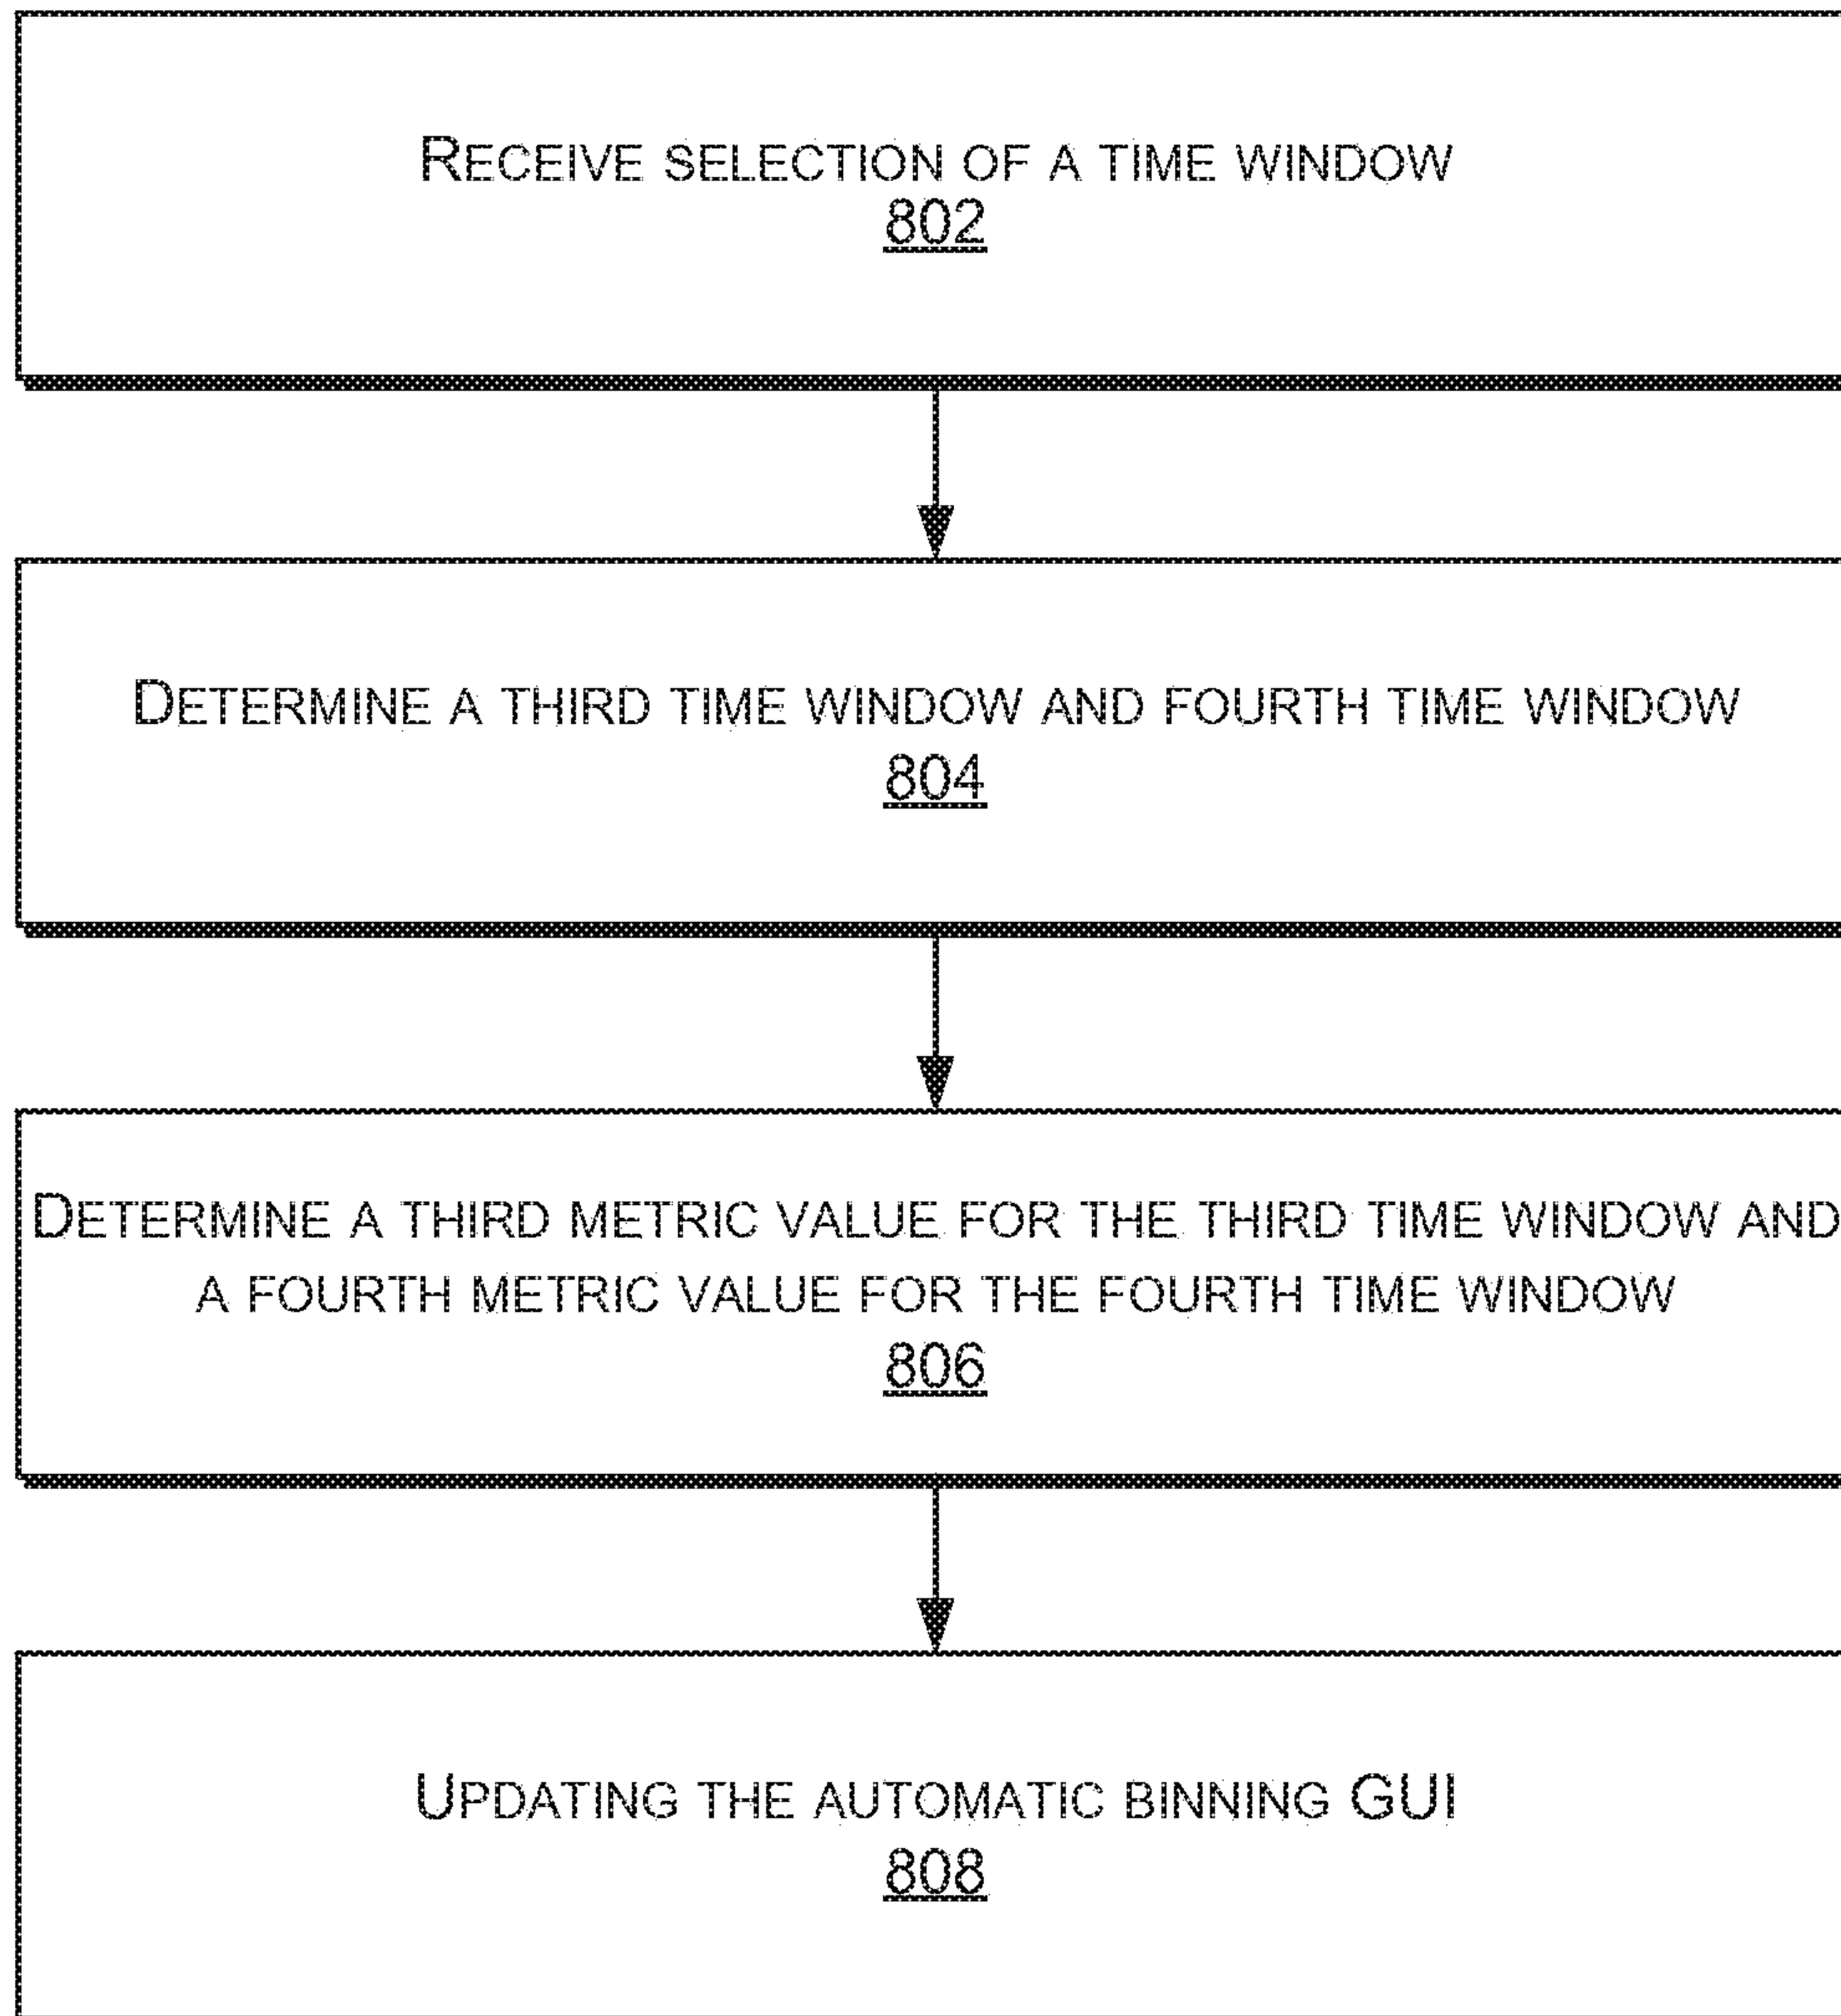 RECEIVE SELECTION OF A TIME WINDOW
802
DETERMINE A THIRD TIME WINDOW AND FOURTH TIME WINDOW
804
DETERMINE A THIRD METRIC VALUE FOR THE THIRD TIME WINDOW AND
A FOURTH METRIC VALUE FOR THE FOURTH TIME WINDOW
806
UPDATING THE AUTOMATIC BINNING GUI
808